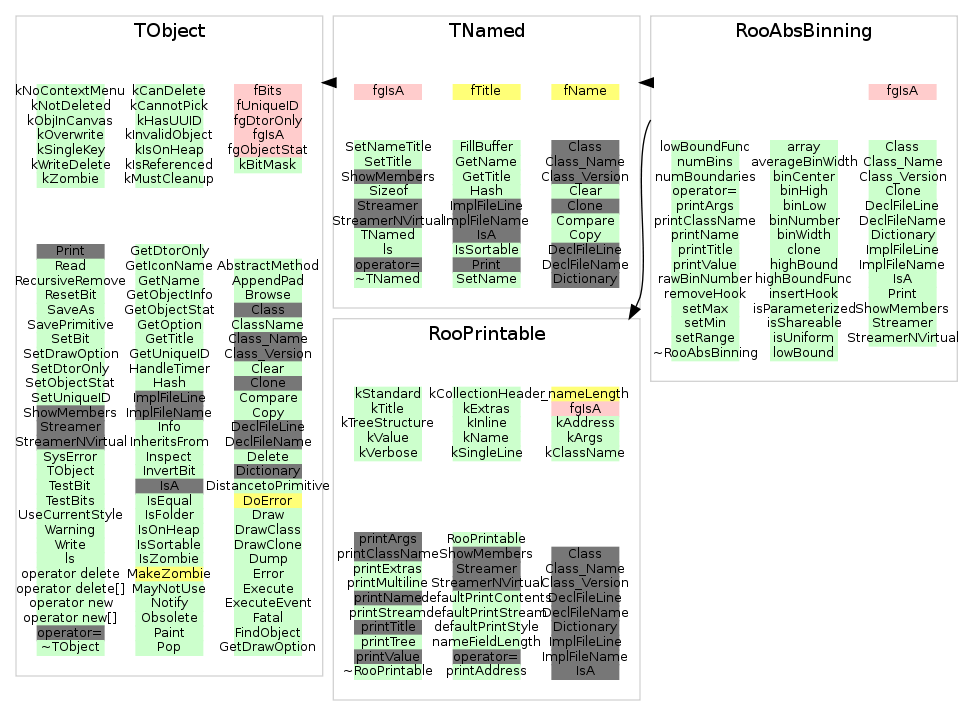 TObject
kNoContextMenu kCanDelete fBits
kNotDeleted kCannotPick fUniqueID
kObjInCanvas kHasUUID fgDtorOnly
kOverwrite kInvalidObject fgIsA
kSingleKey kIsOnHeap fgObjectStat
kWriteDelete kIsReferenced kBitMask
kZombie kMustCleanup
Print GetDtorOnly
Read GetIconName AbstractMethod
RecursiveRemove GetName AppendPad
ResetBit GetObjectInfo Browse
SaveAs GetObjectStat Class
SavePrimitive GetOption ClassName
SetBit GetTitle Class_Name
SetDrawOption GetUniqueID Class_Version
SetDtorOnly HandleTimer Clear
SetObjectStat Hash Clone
SetUniqueID ImplFileLine Compare
ShowMembers ImplFileName Copy
Streamer Info DeclFileLine
StreamerNVirtual InheritsFrom DeclFileName
SysError Inspect Delete
TObject InvertBit Dictionary
TestBit IsA DistancetoPrimitive
TestBits IsEqual DoError
UseCurrentStyle IsFolder Draw
Warning IsOnHeap DrawClass
Write IsSortable DrawClone
ls IsZombie Dump
operator delete MakeZombie Error
operator delete[] MayNotUse Execute
operator new Notify ExecuteEvent
operator new[] Obsolete Fatal
operator= Paint FindObject
~TObject Pop GetDrawOption
TNamed
fgIsA fTitle fName
SetNameTitle FillBuffer Class
SetTitle GetName Class_Name
ShowMembers GetTitle Class_Version
Sizeof Hash Clear
Streamer ImplFileLine Clone
StreamerNVirtual ImplFileName Compare
TNamed IsA Copy
ls IsSortable DeclFileLine
operator= Print DeclFileName
~TNamed SetName Dictionary
RooPrintable
kStandard kCollectionHeader _nameLength
kTitle kExtras fgIsA
kTreeStructure kInline kAddress
kValue kName kArgs
kVerbose kSingleLine kClassName
printArgs RooPrintable
printClassName ShowMembers Class
printExtras Streamer Class_Name
printMultiline StreamerNVirtual Class_Version
printName defaultPrintContents DeclFileLine
printStream defaultPrintStream DeclFileName
printTitle defaultPrintStyle Dictionary
printTree nameFieldLength ImplFileLine
printValue operator= ImplFileName
~RooPrintable printAddress IsA
RooAbsBinning
fgIsA
lowBoundFunc array Class
numBins averageBinWidth Class_Name
numBoundaries binCenter Class_Version
operator= binHigh Clone
printArgs binLow DeclFileLine
printClassName binNumber DeclFileName
printName binWidth Dictionary
printTitle clone ImplFileLine
printValue highBound ImplFileName
rawBinNumber highBoundFunc IsA
removeHook insertHook Print
setMax isParameterized ShowMembers
setMin isShareable Streamer
setRange isUniform StreamerNVirtual
~RooAbsBinning lowBound